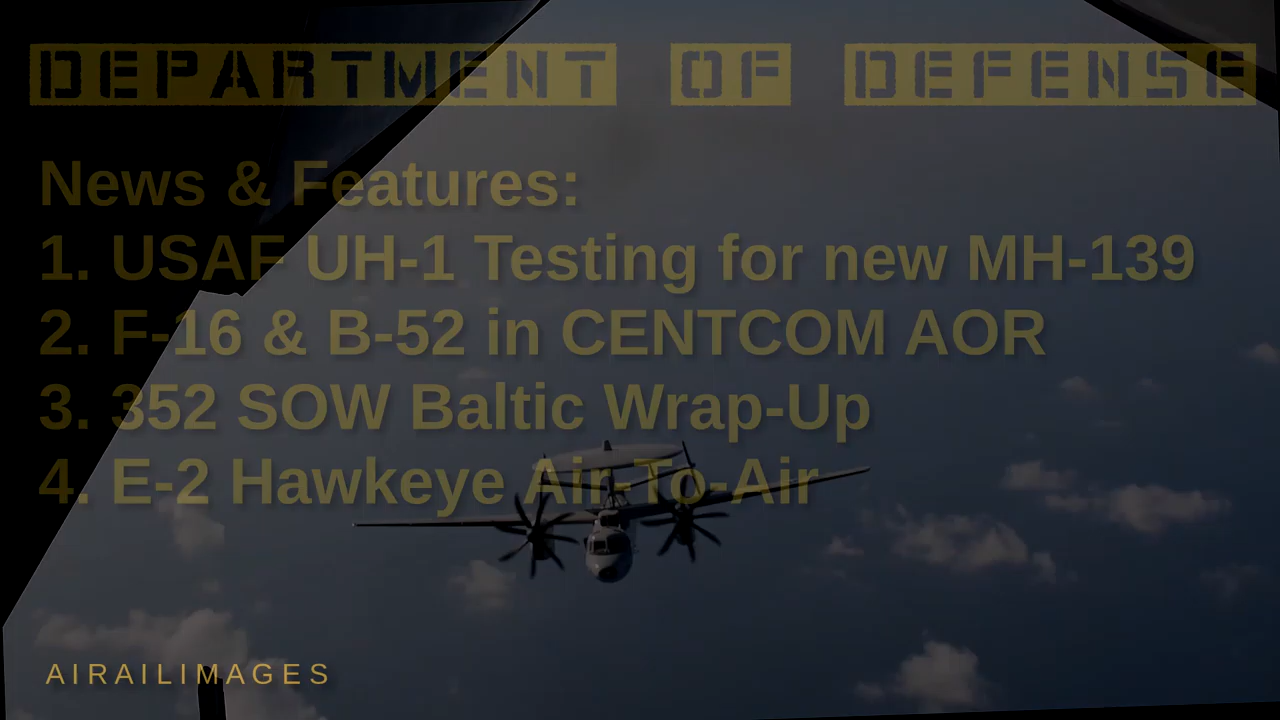 DEPARTMENT OF DEFENSE
News & Features:
1. USAF UH-1 Testing for new MH-139
2. F-16 & B-52 in CENTCOM AOR
3. 352 SOW Baltic Wrap-Up
4. E-2 Hawkeye Air-To-Air
AIRAILIMAGES